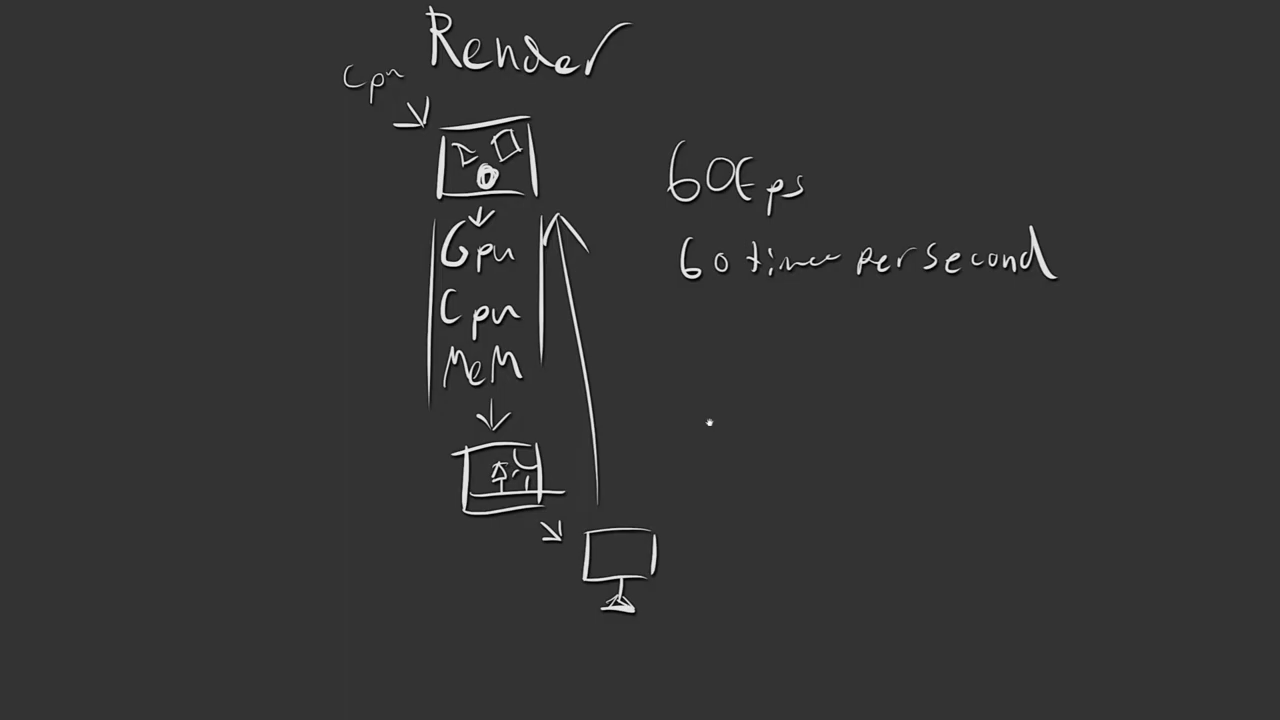 Render
Cpu
60Fps
60 times per second
Gpu
Cpu
MeM